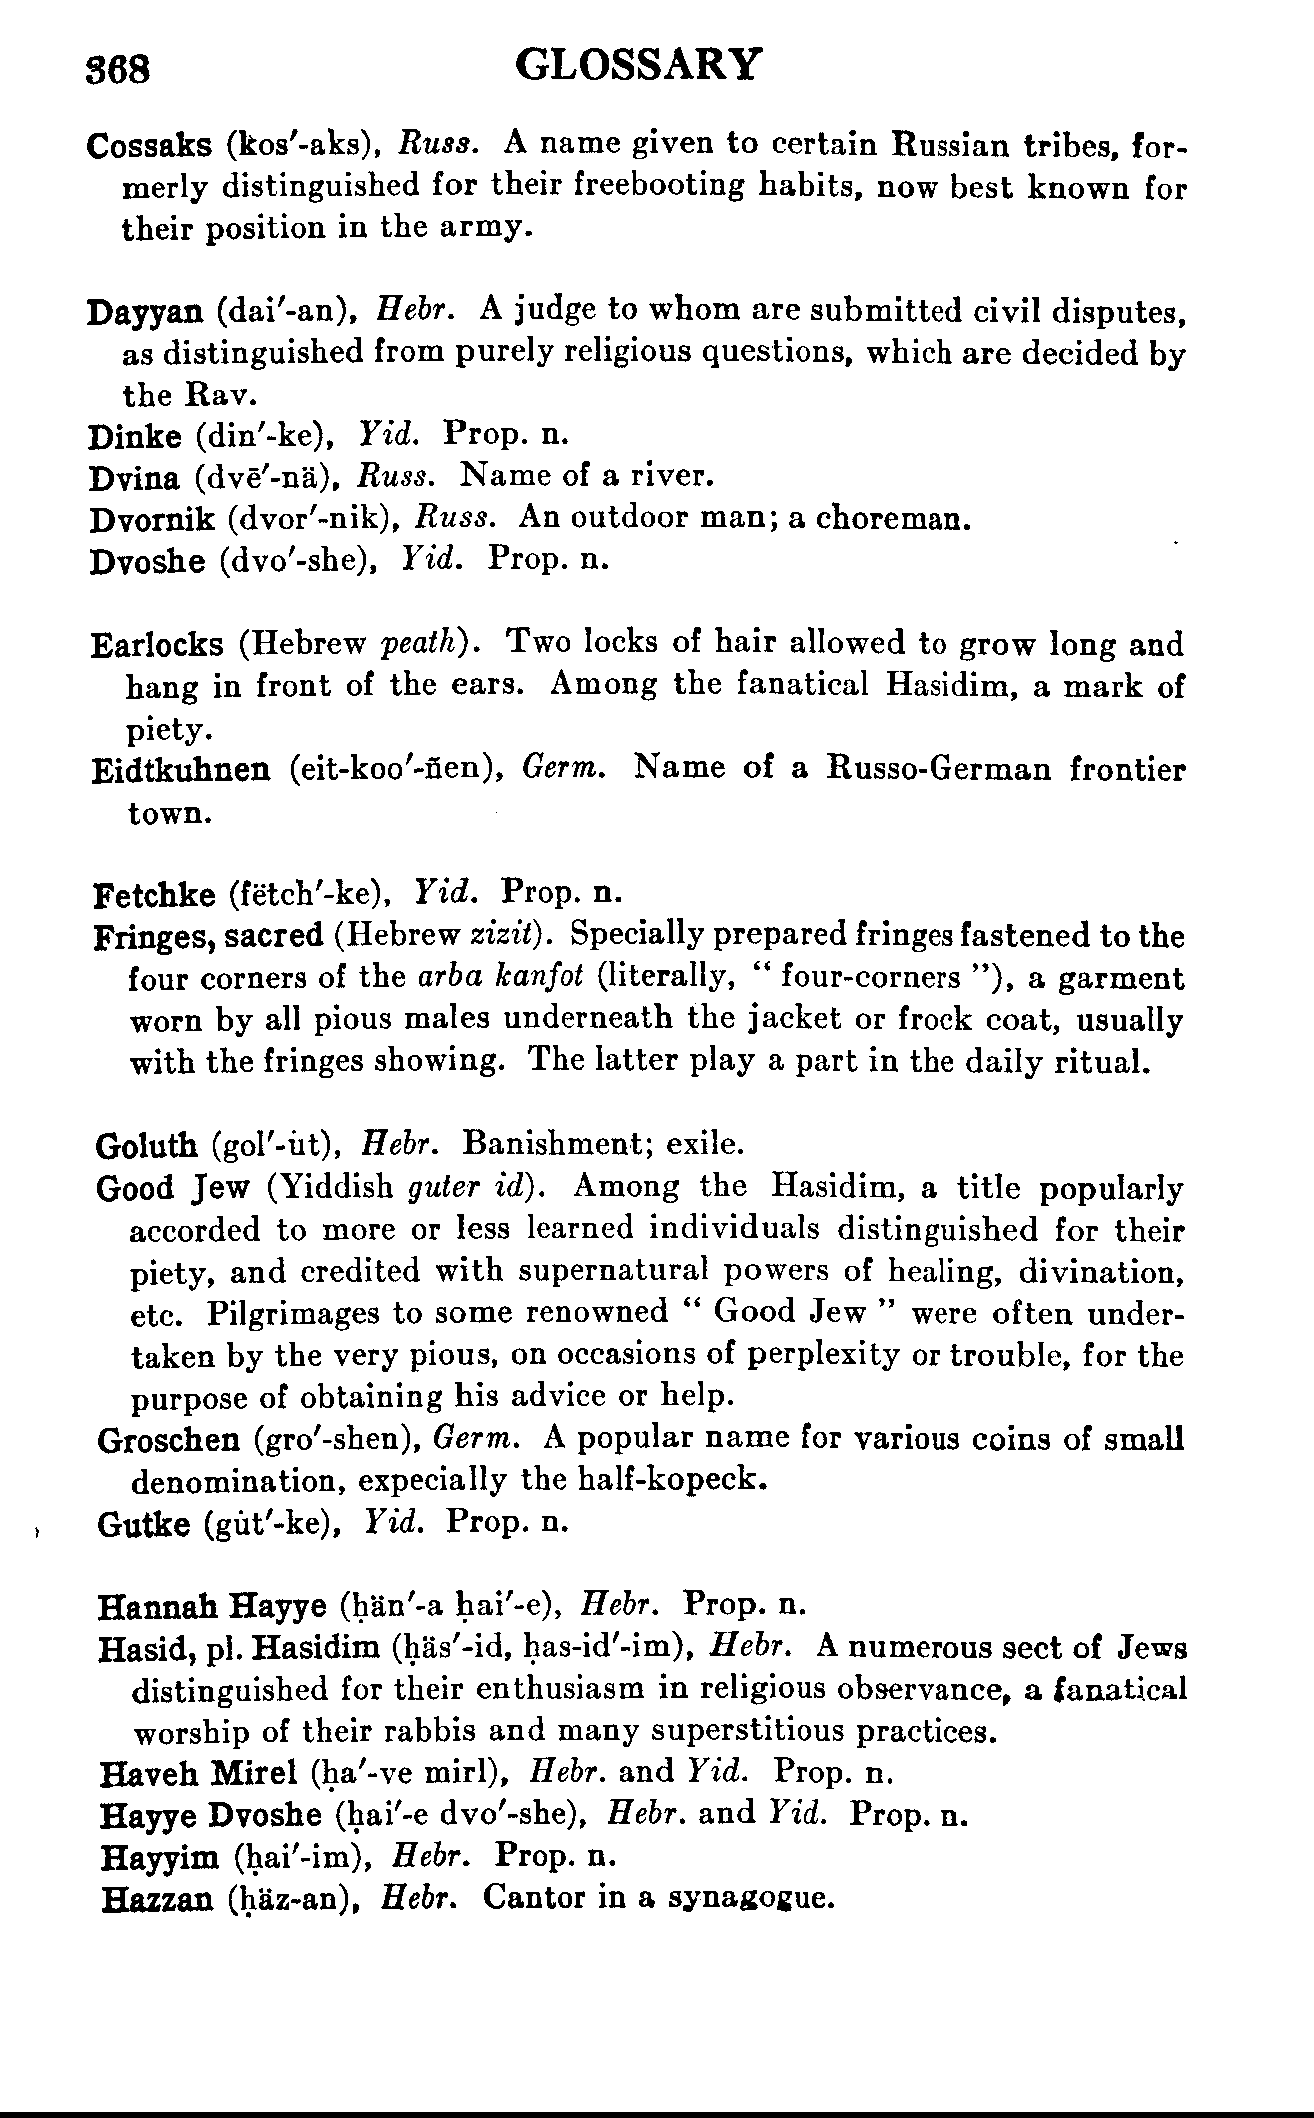 368 GLOSSARY
Cossaks (kos′-aks), Russ. A name given to certain Russian tribes, for-
merly distinguished for their freebooting habits, now best known for
their position in the army.
Dayyan (dai′-an), Hebr. A judge to whom are submitted civil disputes,
as distinguished from purely religious questions, which are decided by
the Rav.
Dinke (din′-ke), Yid. Prop. n.
Dvina (dvē′-nä), Russ. Name of a river.
Dvornik (dvor′-nik), Russ. An outdoor man; a choreman.
Dvoshe (dvo′-she), Yid. Prop. n.
Earlocks (Hebrew peath). Two locks of hair allowed to grow long and
hang in front of the ears. Among the fanatical Hasidim, a mark of
piety.
Eidtkuhnen (eit-koo′-ñen), Germ. Name of a Russo-German frontier
town.
Fetchke (fëtch′-ke), Yid. Prop. n.
Fringes, sacred (Hebrew zizit). Specially prepared fringes fastened to the
four corners of the arba kanfot (literally, “ four-corners ”), a garment
worn by all pious males underneath the jacket or frock coat, usually
with the fringes showing. The latter play a part in the daily ritual.
Goluth (gol′-u̇t), Hebr. Banishment; exile.
Good Jew (Yiddish guter id). Among the Hasidim, a title popularly
accorded to more or less learned individuals distinguished for their
piety, and credited with supernatural powers of healing, divination,
etc. Pilgrimages to some renowned “ Good Jew ” were often under-
taken by the very pious, on occasions of perplexity or trouble, for the
purpose of obtaining his advice or help.
Groschen (gro′-shen), Germ. A popular name for various coins of small
denomination, expecially the half-kopeck.
Gutke (gu̇t′-ke), Yid. Prop. n.
Hannah Hayye (ḥän′-a ḥai′-e), Hebr. Prop. n.
Hasid, pl. Hasidim (ḥäs′-id, ḥas-id′-im), Hebr. A numerous sect of Jews
distinguished for their enthusiasm in religious observance, a fanatical
worship of their rabbis and many superstitious practices.
Haveh Mirel (ḥa′-ve mirl), Hebr. and Yid. Prop. n.
Hayye Dvoshe (ḥai′-e dvo′-she), Hebr. and Yid. Prop. n.
Hayyim (ḥai′-im), Hebr. Prop. n.
Hazzan (ḥäz-an), Hebr. Cantor in a synagogue.